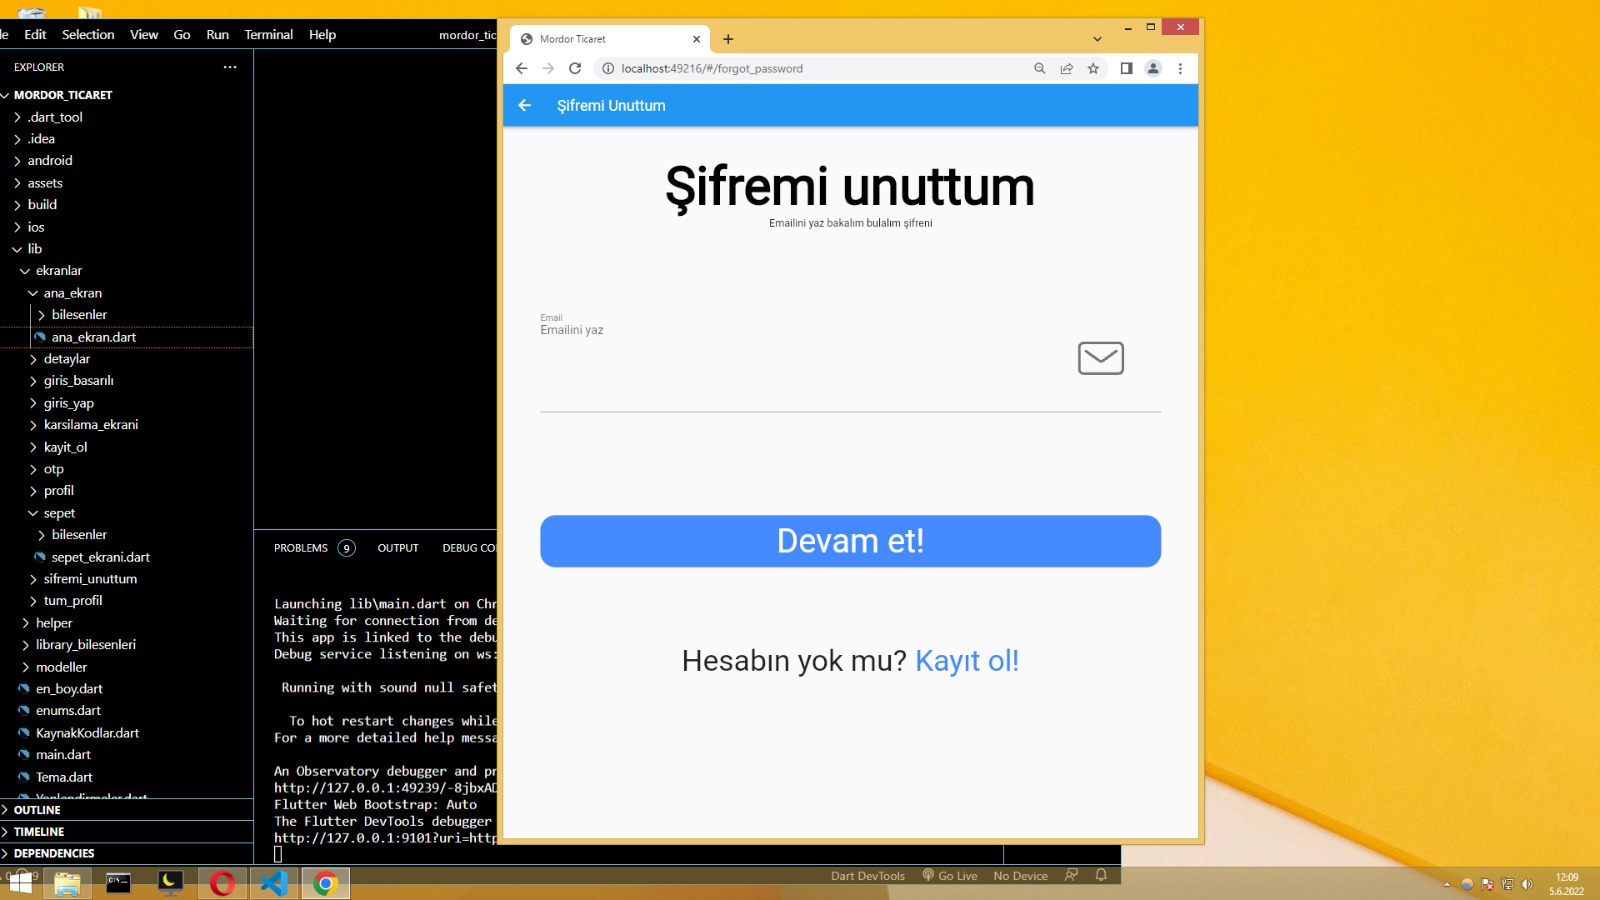 Edit Selection View Go Run Terminal Help
EXPLORER
MORDOR_TICARET
.dart_tool
.idea
android
assets
build
ios
lib
ekranlar
ana_ekran
bilesenler
ana_ekran.dart
detaylar
giris_basarılı
giris_yap
karsilama_ekrani
kayit_ol
otp
profil
sepet
bilesenler
sepet_ekrani.dart
sifremi_unuttum
tum_profil
helper
library_bilesenleri
modeller
en_boy.dart
enums.dart
KaynakKodlar.dart
main.dart
Tema.dart
OUTLINE
TIMELINE
DEPENDENCIES
mordor_tic
PROBLEMS 9 OUTPUT DEBUG CO
Launching lib\main.dart on Chr
Waiting for connection from de
This app is linked to the debu
Debug service listening on ws:
Running with sound null safet
To hot restart changes while
For a more detailed help messa
An Observatory debugger and pr
http://127.0.0.1:49239/-8jbxAD
Flutter Web Bootstrap: Auto
The Flutter DevTools debugger
http://127.0.0.1:9101?uri=http
Mordor Ticaret
localhost:49216/#/forgot_password
Şifremi Unuttum
Şifremi unuttum
Emailini yaz bakalım bulalım şifreni
Email
Emailini yaz
Devam et!
Hesabın yok mu? Kayıt ol!
Dart DevTools Go Live No Device
12:09
5.6.2022